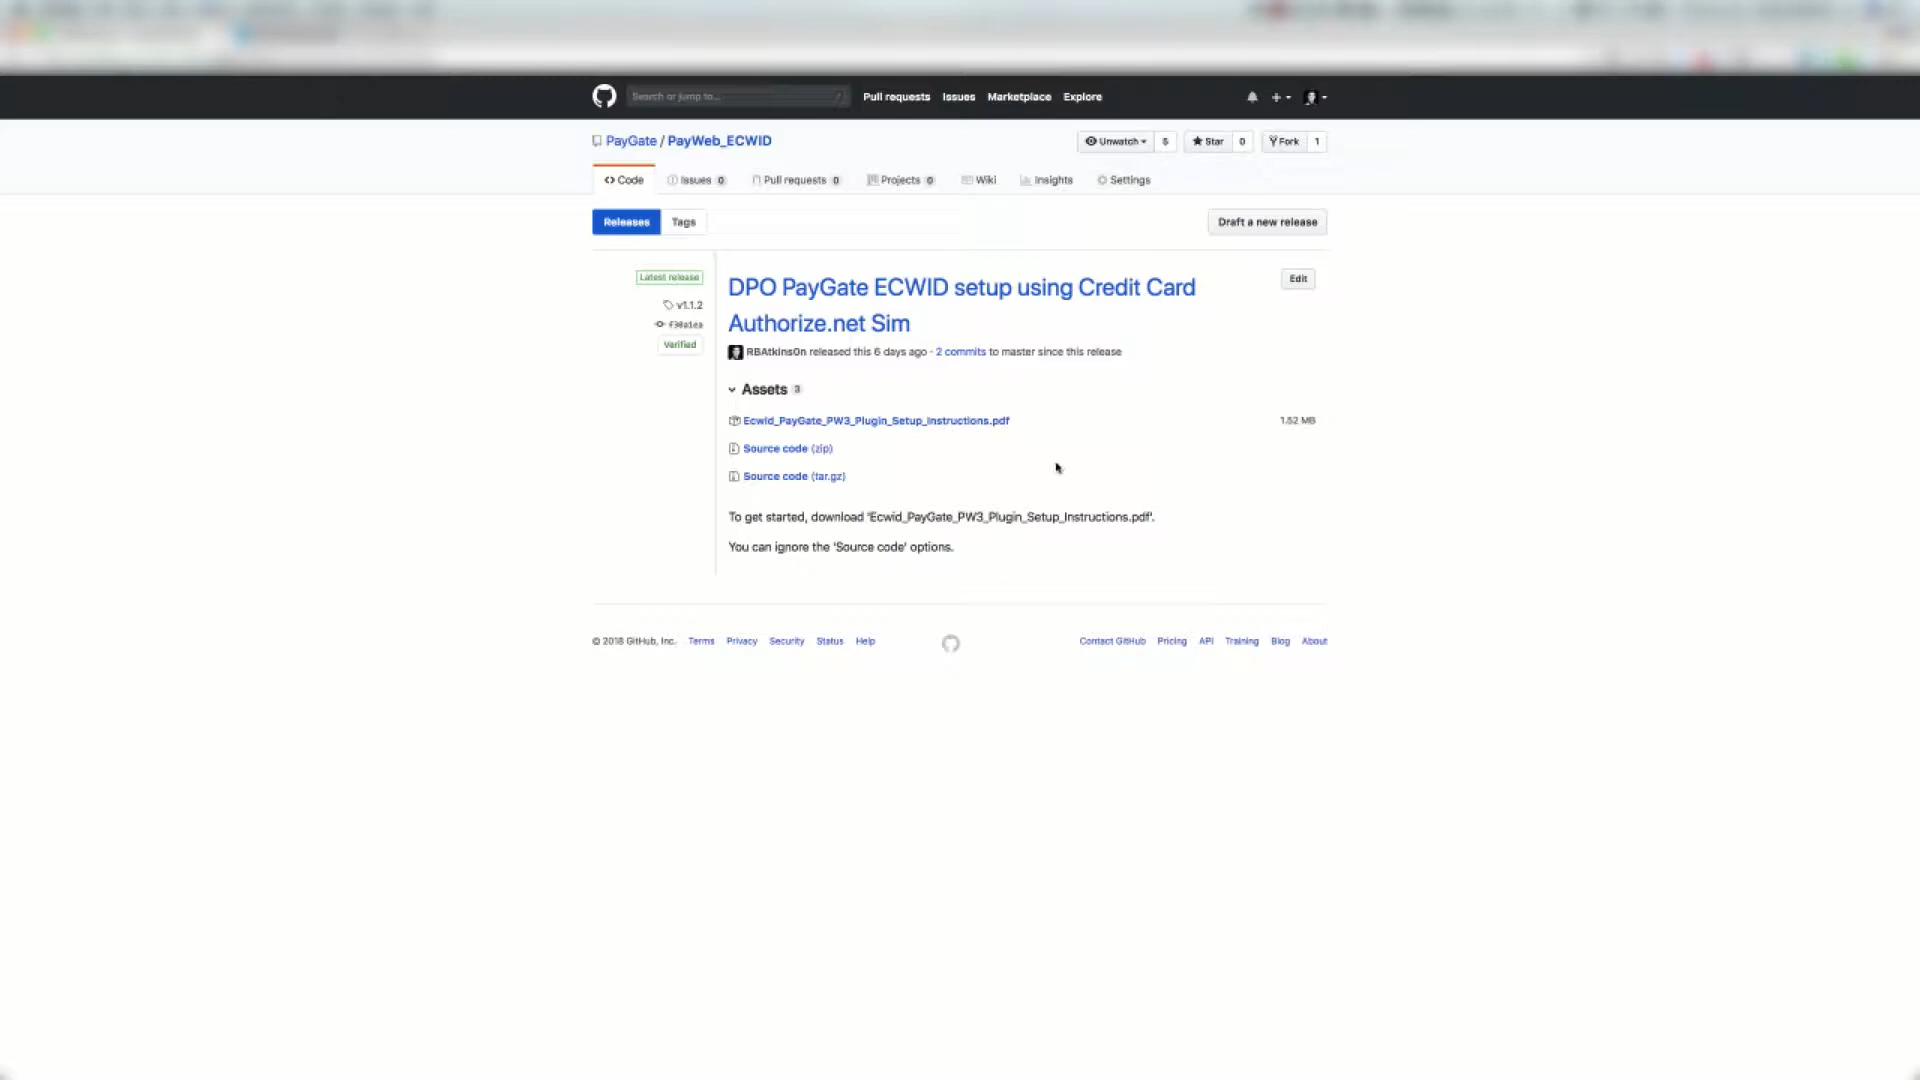 Search or jump to... /
Pull requests Issues Marketplace Explore
PayGate / PayWeb_ECWID
Unwatch 5 Star 0 Fork 1
Code Issues 0 Pull requests 0 Projects 0 Wiki Insights Settings
Releases Tags
Draft a new release
Latest release
v1.1.2
f30a1ea
Verified
DPO PayGate ECWID setup using Credit Card
Authorize.net Sim
Edit
RBAtkins0n released this 6 days ago - 2 commits to master since this release
Assets 3
Ecwid_PayGate_PW3_Plugin_Setup_Instructions.pdf 1.52 MB
Source code (zip)
Source code (tar.gz)
To get started, download 'Ecwid_PayGate_PW3_Plugin_Setup_Instructions.pdf'.
You can ignore the 'Source code' options.
© 2018 GitHub, Inc. Terms Privacy Security Status Help
Contact GitHub Pricing API Training Blog About